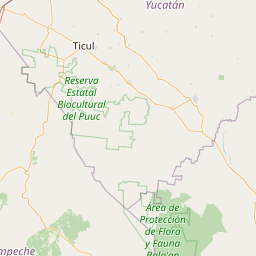 Yucatán
Ticul
Reserva
Estatal
Biocultural
del Puuc
Área de
Protección
de Flora
y Fauna
Bala'an
mpeche